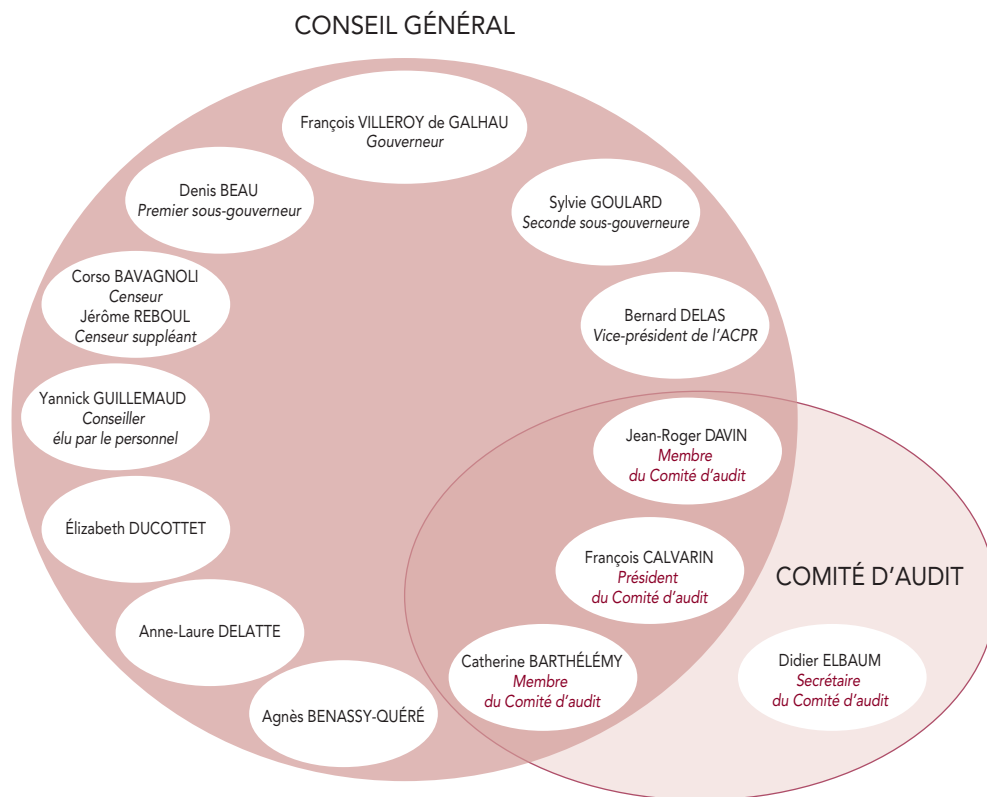 CONSEIL GÉNÉRAL
François VILLEROY de GALHAU
Gouverneur
Denis BEAU
Premier sous-gouverneur
Sylvie GOULARD
Seconde sous-gouverneure
Corso BAVAGNOLI
Censeur
Jérôme REBOUL
Censeur suppléant
Bernard DELAS
Vice-président de l’ACPR
Yannick GUILLEMAUD
Conseiller
élu par le personnel
Jean-Roger DAVIN
Membre
du Comité d’audit
Élizabeth DUCOTTET
François CALVARIN
Président
du Comité d’audit
COMITÉ D’AUDIT
Anne-Laure DELATTE
Catherine BARTHÉLÉMY
Membre
du Comité d’audit
Didier ELBAUM
Secrétaire
du Comité d’audit
Agnès BENASSY-QUÉRÉ